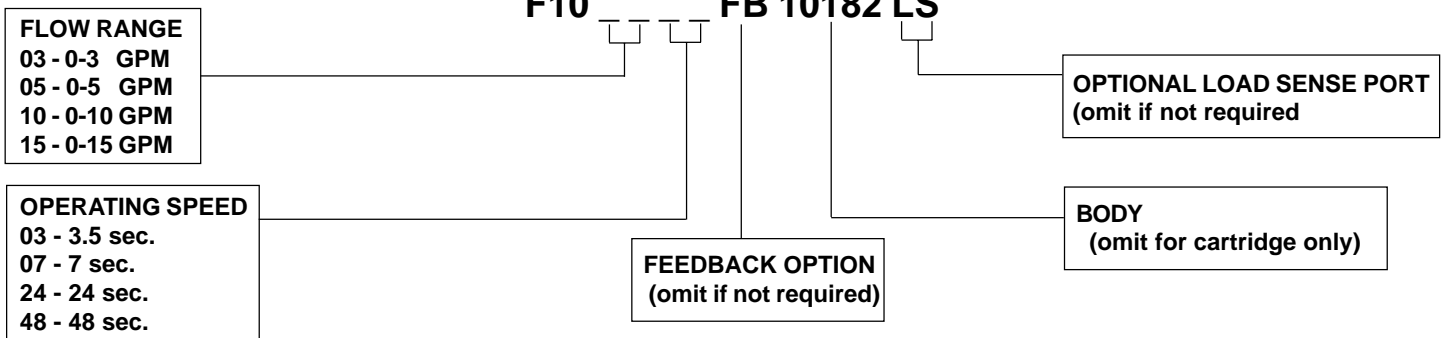 F10 _ _ _ _ FB 10182 LS
FLOW RANGE
03 - 0-3 GPM
05 - 0-5 GPM
10 - 0-10 GPM
15 - 0-15 GPM
OPTIONAL LOAD SENSE PORT
(omit if not required
OPERATING SPEED
03 - 3.5 sec.
07 - 7 sec.
24 - 24 sec.
48 - 48 sec.
FEEDBACK OPTION
(omit if not required)
BODY
(omit for cartridge only)